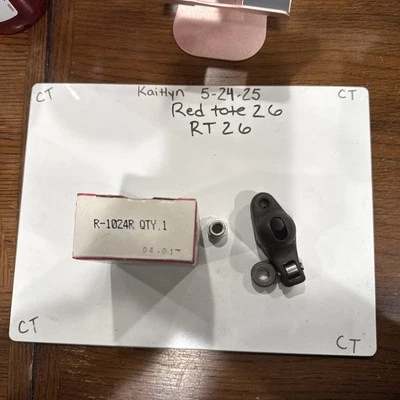 CT Kaitlyn 5-24-25 CT
Red tote 26
RT 26
R-1024R QTY.1
04-01
CT CT